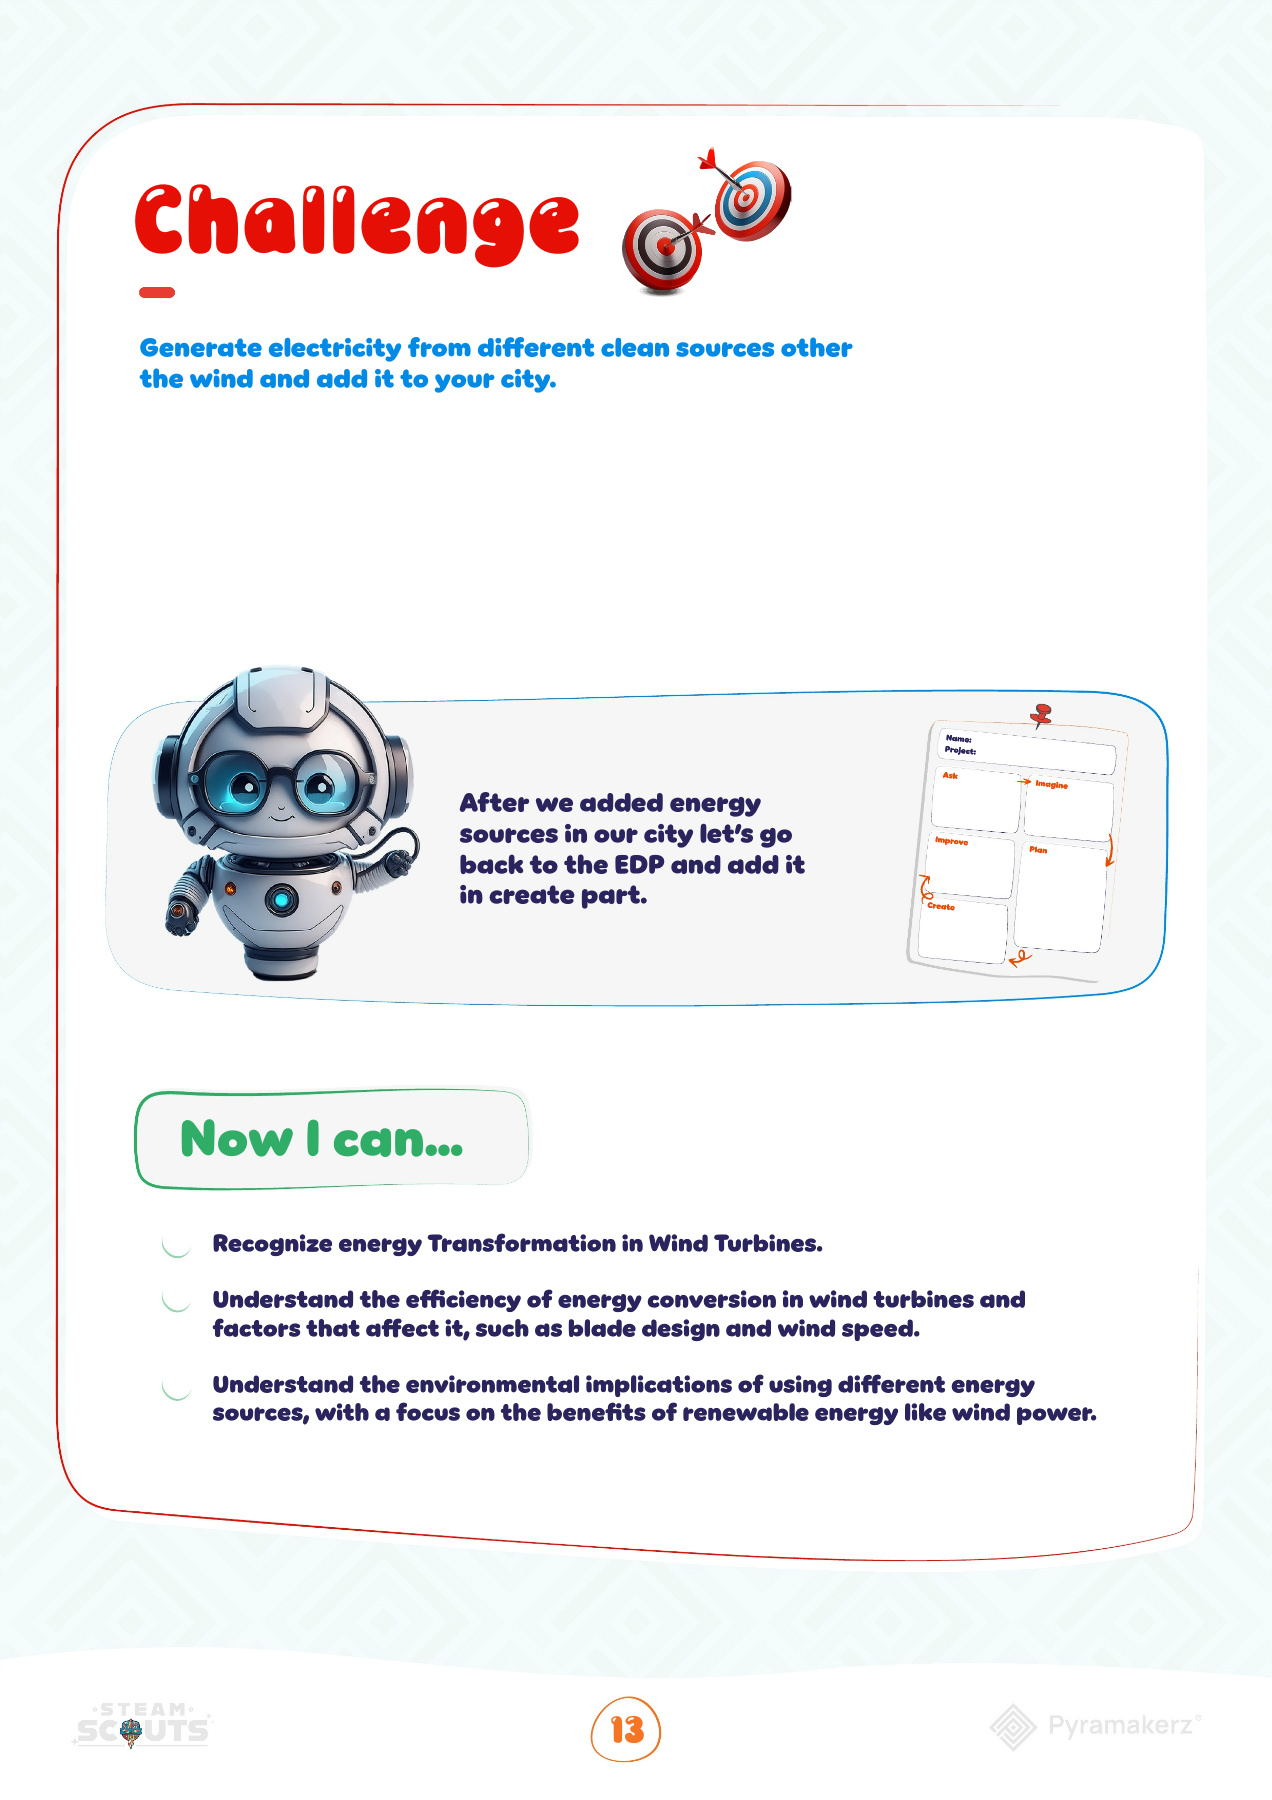 Challenge
Generate electricity from different clean sources other
the wind and add it to your city.
After we added energy
sources in our city let's go
back to the EDP and add it
in create part.
Name:
Project:
Ask
Imagine
Improve
Plan
Create
Now I can...
Recognize energy Transformation in Wind Turbines.
Understand the efficiency of energy conversion in wind turbines and
factors that affect it, such as blade design and wind speed.
Understand the environmental implications of using different energy
sources, with a focus on the benefits of renewable energy like wind power.
STEAM
SCOUTS
13
Pyramakerz